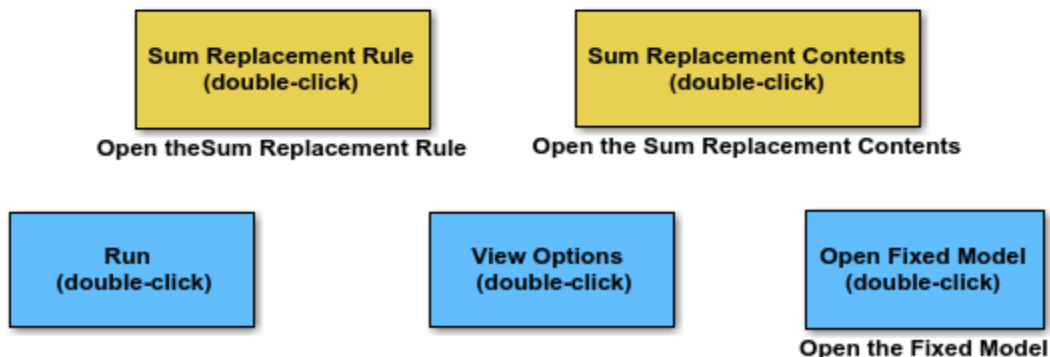 Sum Replacement Rule
(double-click)
Sum Replacement Contents
(double-click)
Open theSum Replacement Rule
Open the Sum Replacement Contents
Run
(double-click)
View Options
(double-click)
Open Fixed Model
(double-click)
Open the Fixed Model